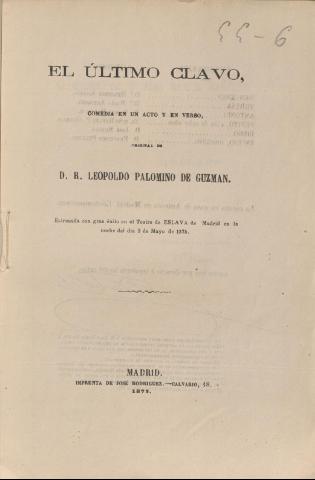 55-6
EL ÚLTIMO CLAVO,
COMEDIA EN UN ACTO Y EN VERSO,
ORIGINAL DE
D. R. LEOPOLDO PALOMINO DE GUZMAN.
Estrenada con gran éxito en el Teatro de ESLAVA de Madrid en la
noche del dia 3 de Mayo de 1875.
MADRID.
IMPRENTA DE JOSÉ RODRIGUEZ.—CALVARIO, 18.
1875.